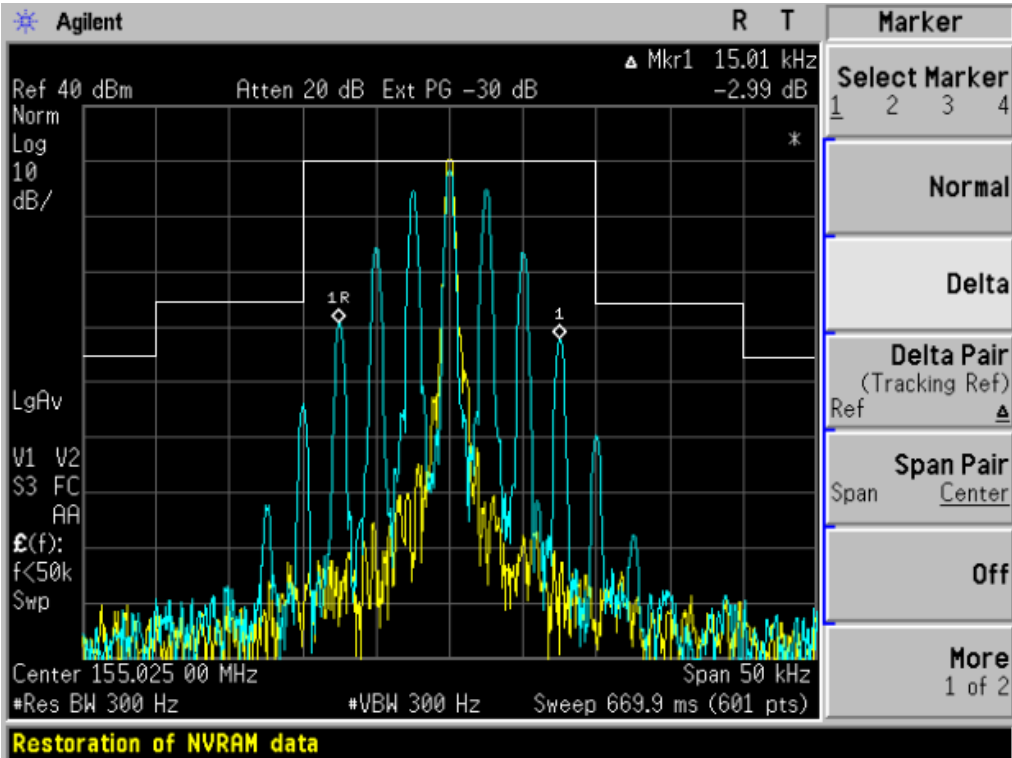 Agilent R T Marker
Δ Mkr1 15.01 kHz
Ref 40 dBm Atten 20 dB Ext PG -30 dB -2.99 dB
Norm
Log
10
dB/
*
1R
1
LgAv
V1 V2
S3 FC
AA
£(f):
f<50k
Swp
Center 155.025 00 MHz Span 50 kHz
#Res BW 300 Hz #VBW 300 Hz Sweep 669.9 ms (601 pts)
Restoration of NVRAM data
Select Marker
1 2 3 4
Normal
Delta
Delta Pair
(Tracking Ref)
Ref Δ
Span Pair
Span Center
Off
More
1 of 2